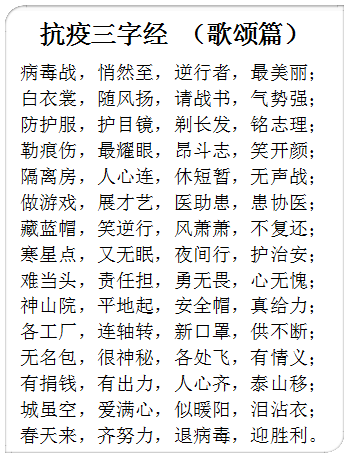 抗疫三字经 （歌颂篇）
病毒战，悄然至，逆行者，最美丽；
白衣裳，随风扬，请战书，气势强；
防护服，护目镜，剃长发，铭志理；
勒痕伤，最耀眼，昂斗志，笑开颜；
隔离房，人心连，休短暂，无声战；
做游戏，展才艺，医助患，患协医；
藏蓝帽，笑逆行，风萧萧，不复还；
寒星点，又无眠，夜间行，护治安；
难当头，责任担，勇无畏，心无愧；
神山院，平地起，安全帽，真给力；
各工厂，连轴转，新口罩，供不断；
无名包，很神秘，各处飞，有情义；
有捐钱，有出力，人心齐，泰山移；
城虽空，爱满心，似暖阳，泪沾衣；
春天来，齐努力，退病毒，迎胜利。